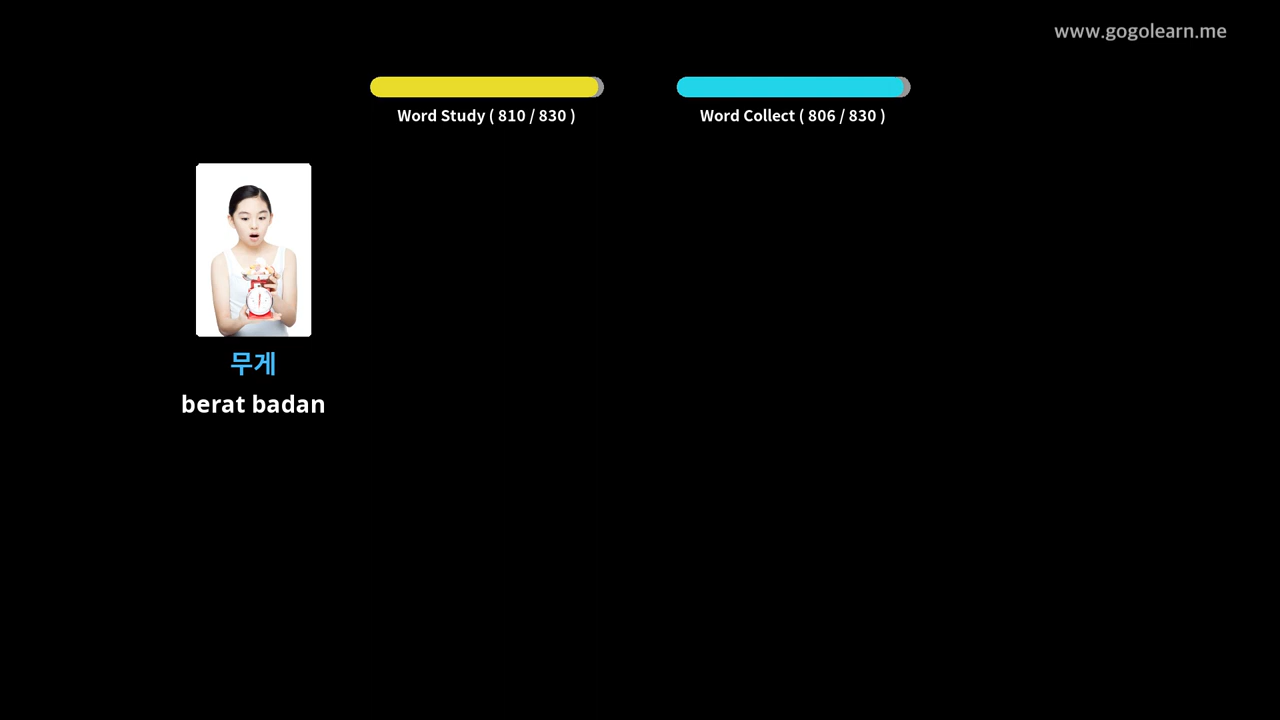 www.gogolearn.me
Word Study ( 810 / 830 )
Word Collect ( 806 / 830 )
무게
berat badan